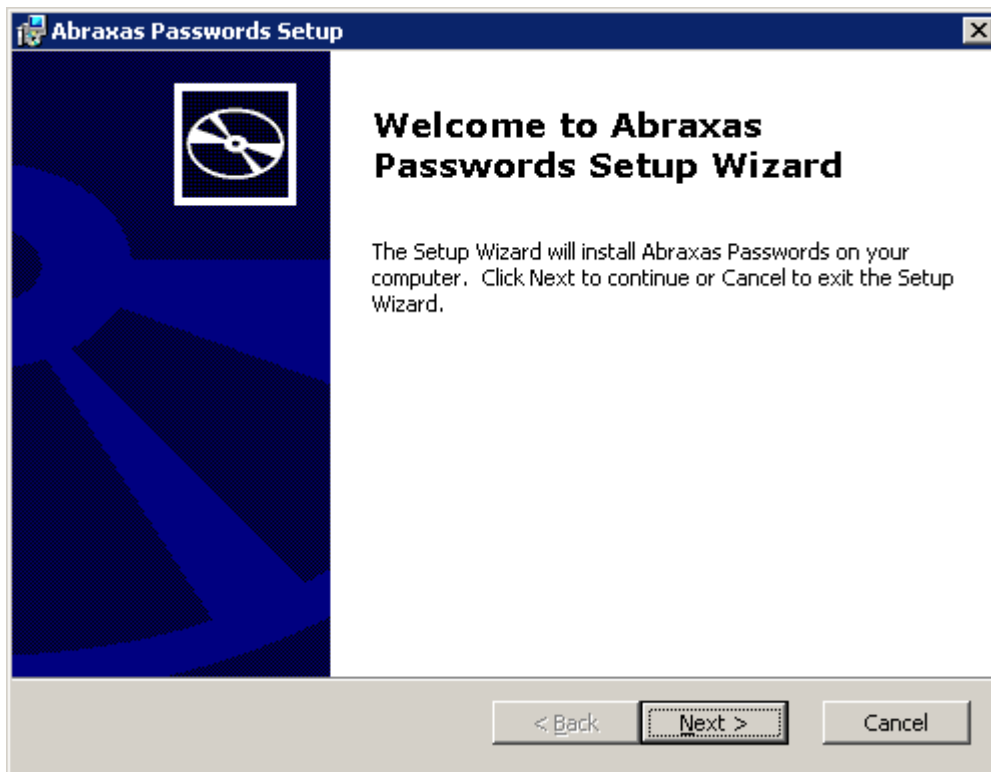 Abraxas Passwords Setup
Welcome to Abraxas
Passwords Setup Wizard
The Setup Wizard will install Abraxas Passwords on your
computer.  Click Next to continue or Cancel to exit the Setup
Wizard.
< Back
Next >
Cancel